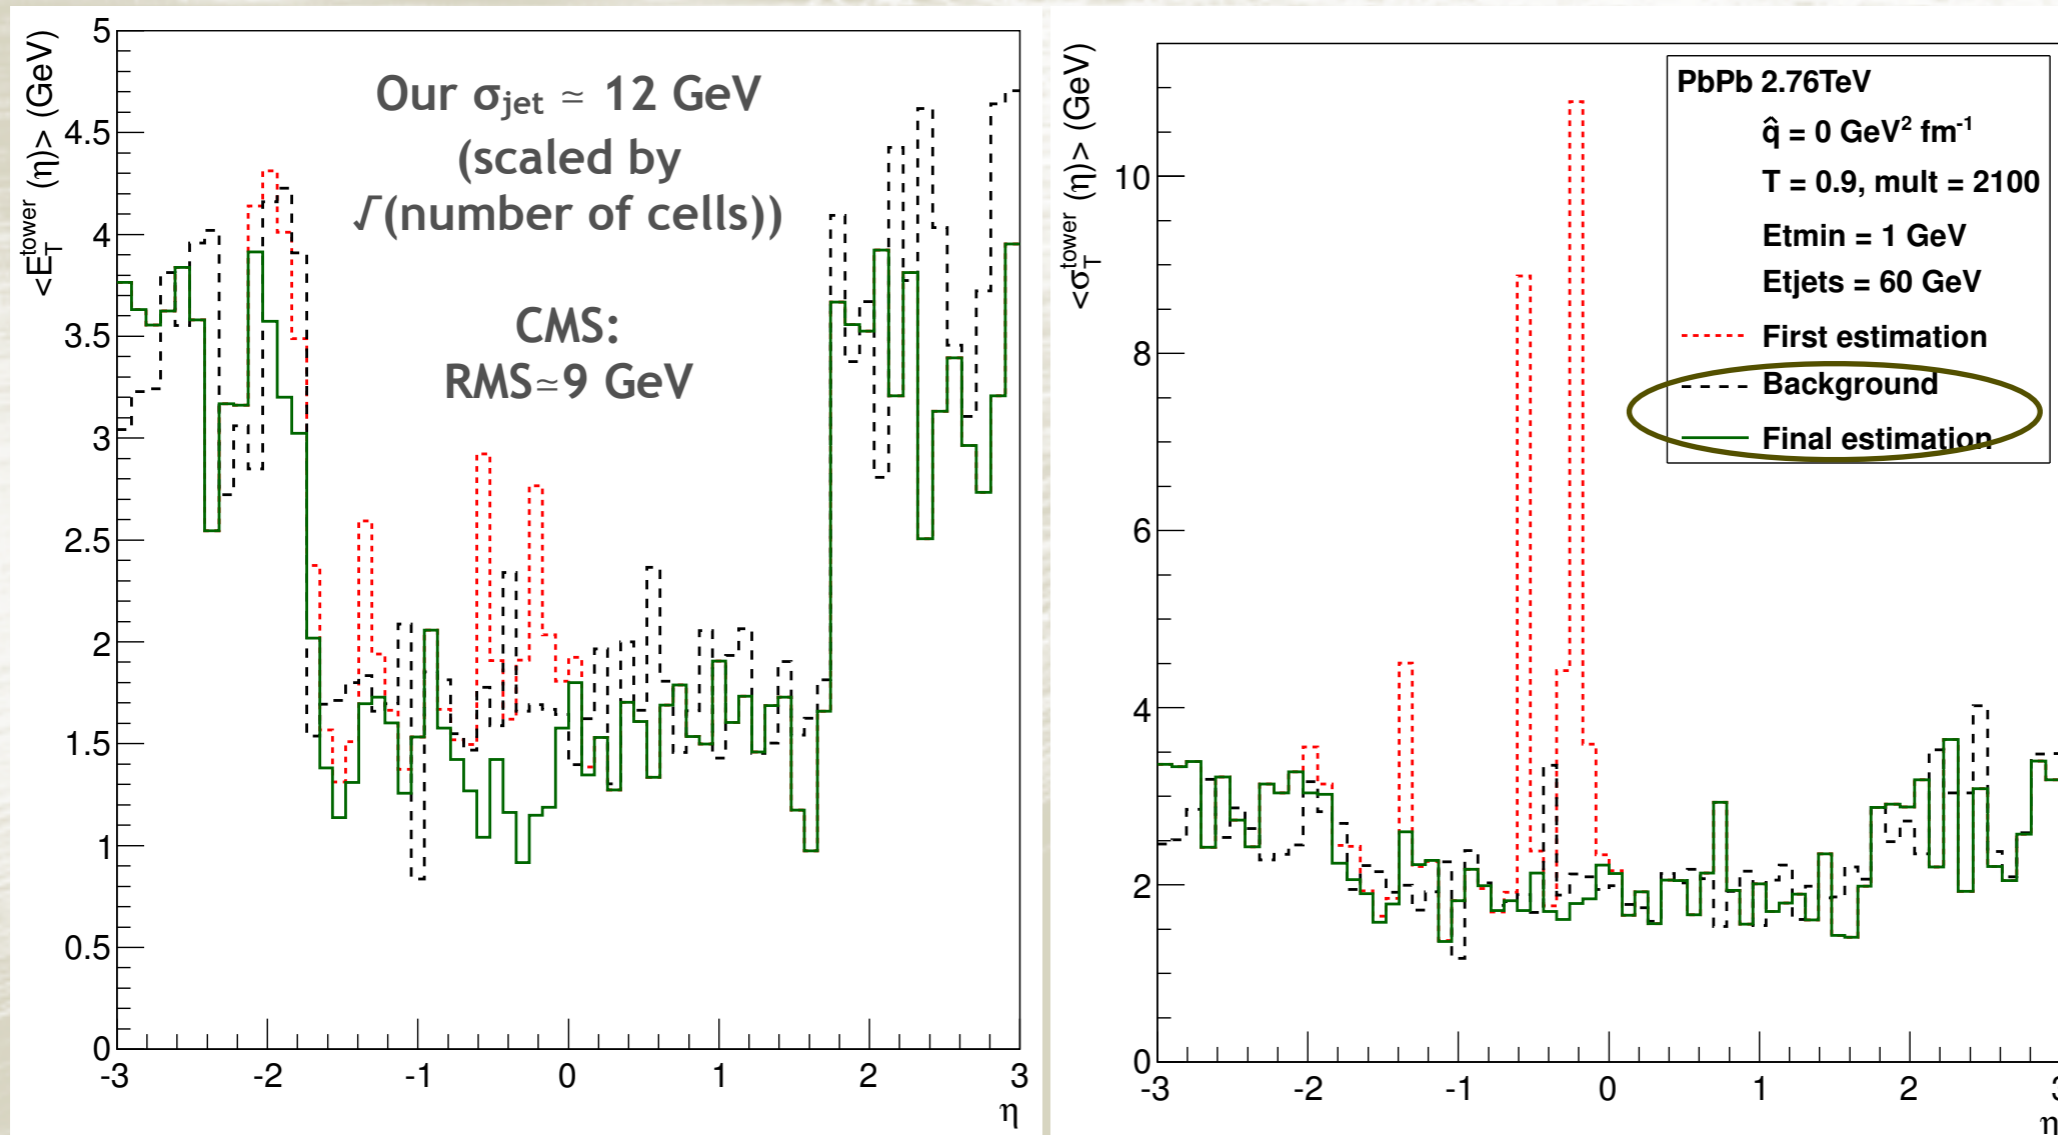 <E_T^tower (η)> (GeV)
5
4.5
4
3.5
3
2.5
2
1.5
1
0.5
0
-3 -2 -1 0 1 2 3
η
Our σjet ≃ 12 GeV
(scaled by
√(number of cells))
CMS:
RMS≃9 GeV
<σ_T^tower (η)> (GeV)
10
8
6
4
2
0
-3 -2 -1 0 1 2 3
η
PbPb 2.76TeV
q̂ = 0 GeV² fm⁻¹
T = 0.9, mult = 2100
Etmin = 1 GeV
Etjets = 60 GeV
First estimation
Background
Final estimation